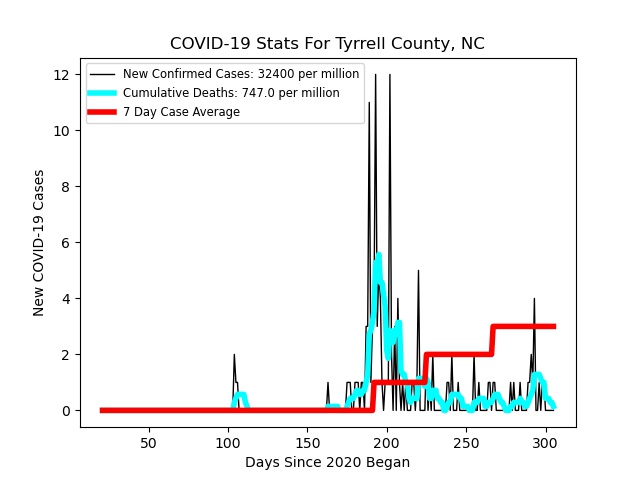 COVID-19 Stats For Tyrrell County, NC
New Confirmed Cases: 32400 per million
Cumulative Deaths: 747.0 per million
7 Day Case Average
New COVID-19 Cases
12
10
8
6
4
2
0
50 100 150 200 250 300
Days Since 2020 Began